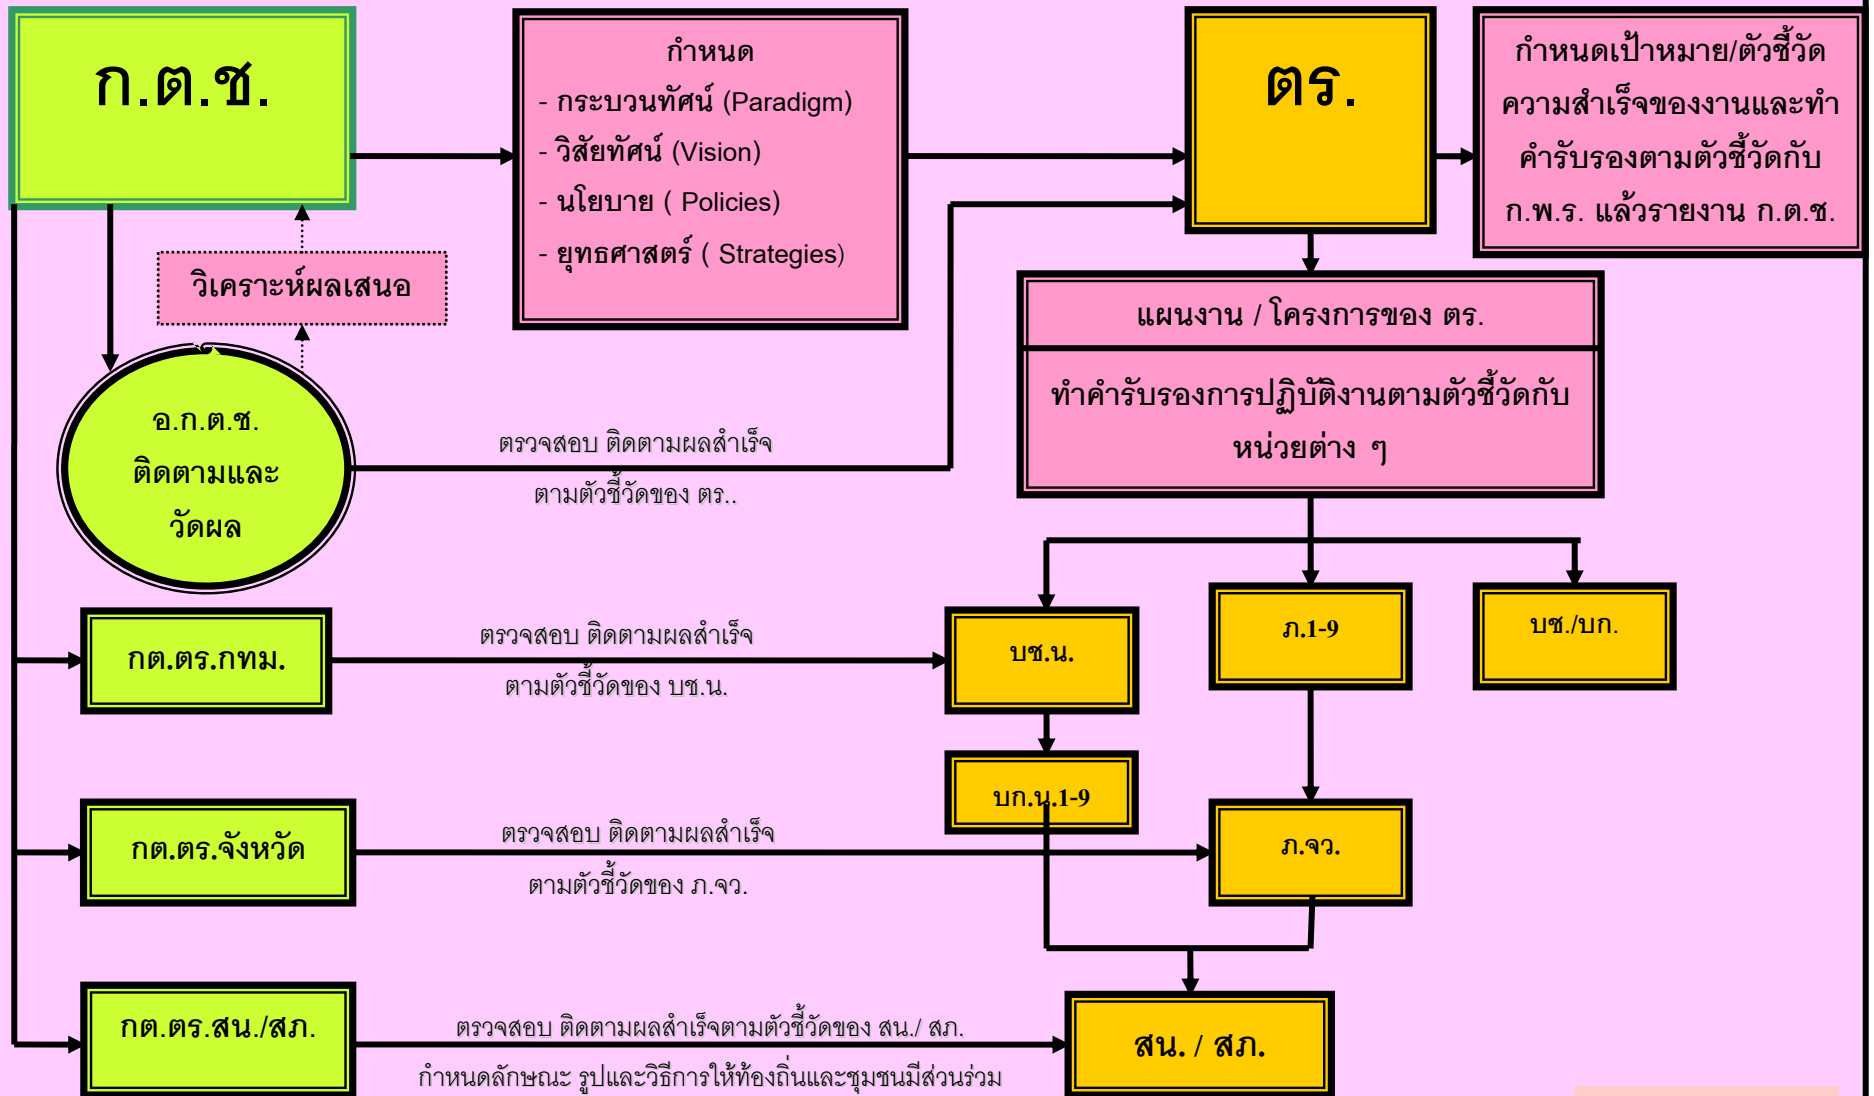 ก.ต.ช.
กำหนด
- กระบวนทัศน์ (Paradigm)
- วิสัยทัศน์ (Vision)
- นโยบาย ( Policies)
- ยุทธศาสตร์ ( Strategies)
ตร.
กำหนดเป้าหมาย/ตัวชี้วัด
ความสำเร็จของงานและทำ
คำรับรองตามตัวชี้วัดกับ
ก.พ.ร. แล้วรายงาน ก.ต.ช.
วิเคราะห์ผลเสนอ
แผนงาน / โครงการของ ตร.
ทำคำรับรองการปฏิบัติงานตามตัวชี้วัดกับ
หน่วยต่าง ๆ
อ.ก.ต.ช.
ติดตามและ
วัดผล
ตรวจสอบ ติดตามผลสำเร็จ
ตามตัวชี้วัดของ ตร..
กต.ตร.กทม.
ตรวจสอบ ติดตามผลสำเร็จ
ตามตัวชี้วัดของ บช.น.
บช.น.
ภ.1-9
บช./บก.
บก.น.1-9
กต.ตร.จังหวัด
ตรวจสอบ ติดตามผลสำเร็จ
ตามตัวชี้วัดของ ภ.จว.
ภ.จว.
กต.ตร.สน./สภ.
ตรวจสอบ ติดตามผลสำเร็จตามตัวชี้วัดของ สน./ สภ.
กำหนดลักษณะ รูปและวิธีการให้ท้องถิ่นและชุมชนมีส่วนร่วม
สน. / สภ.